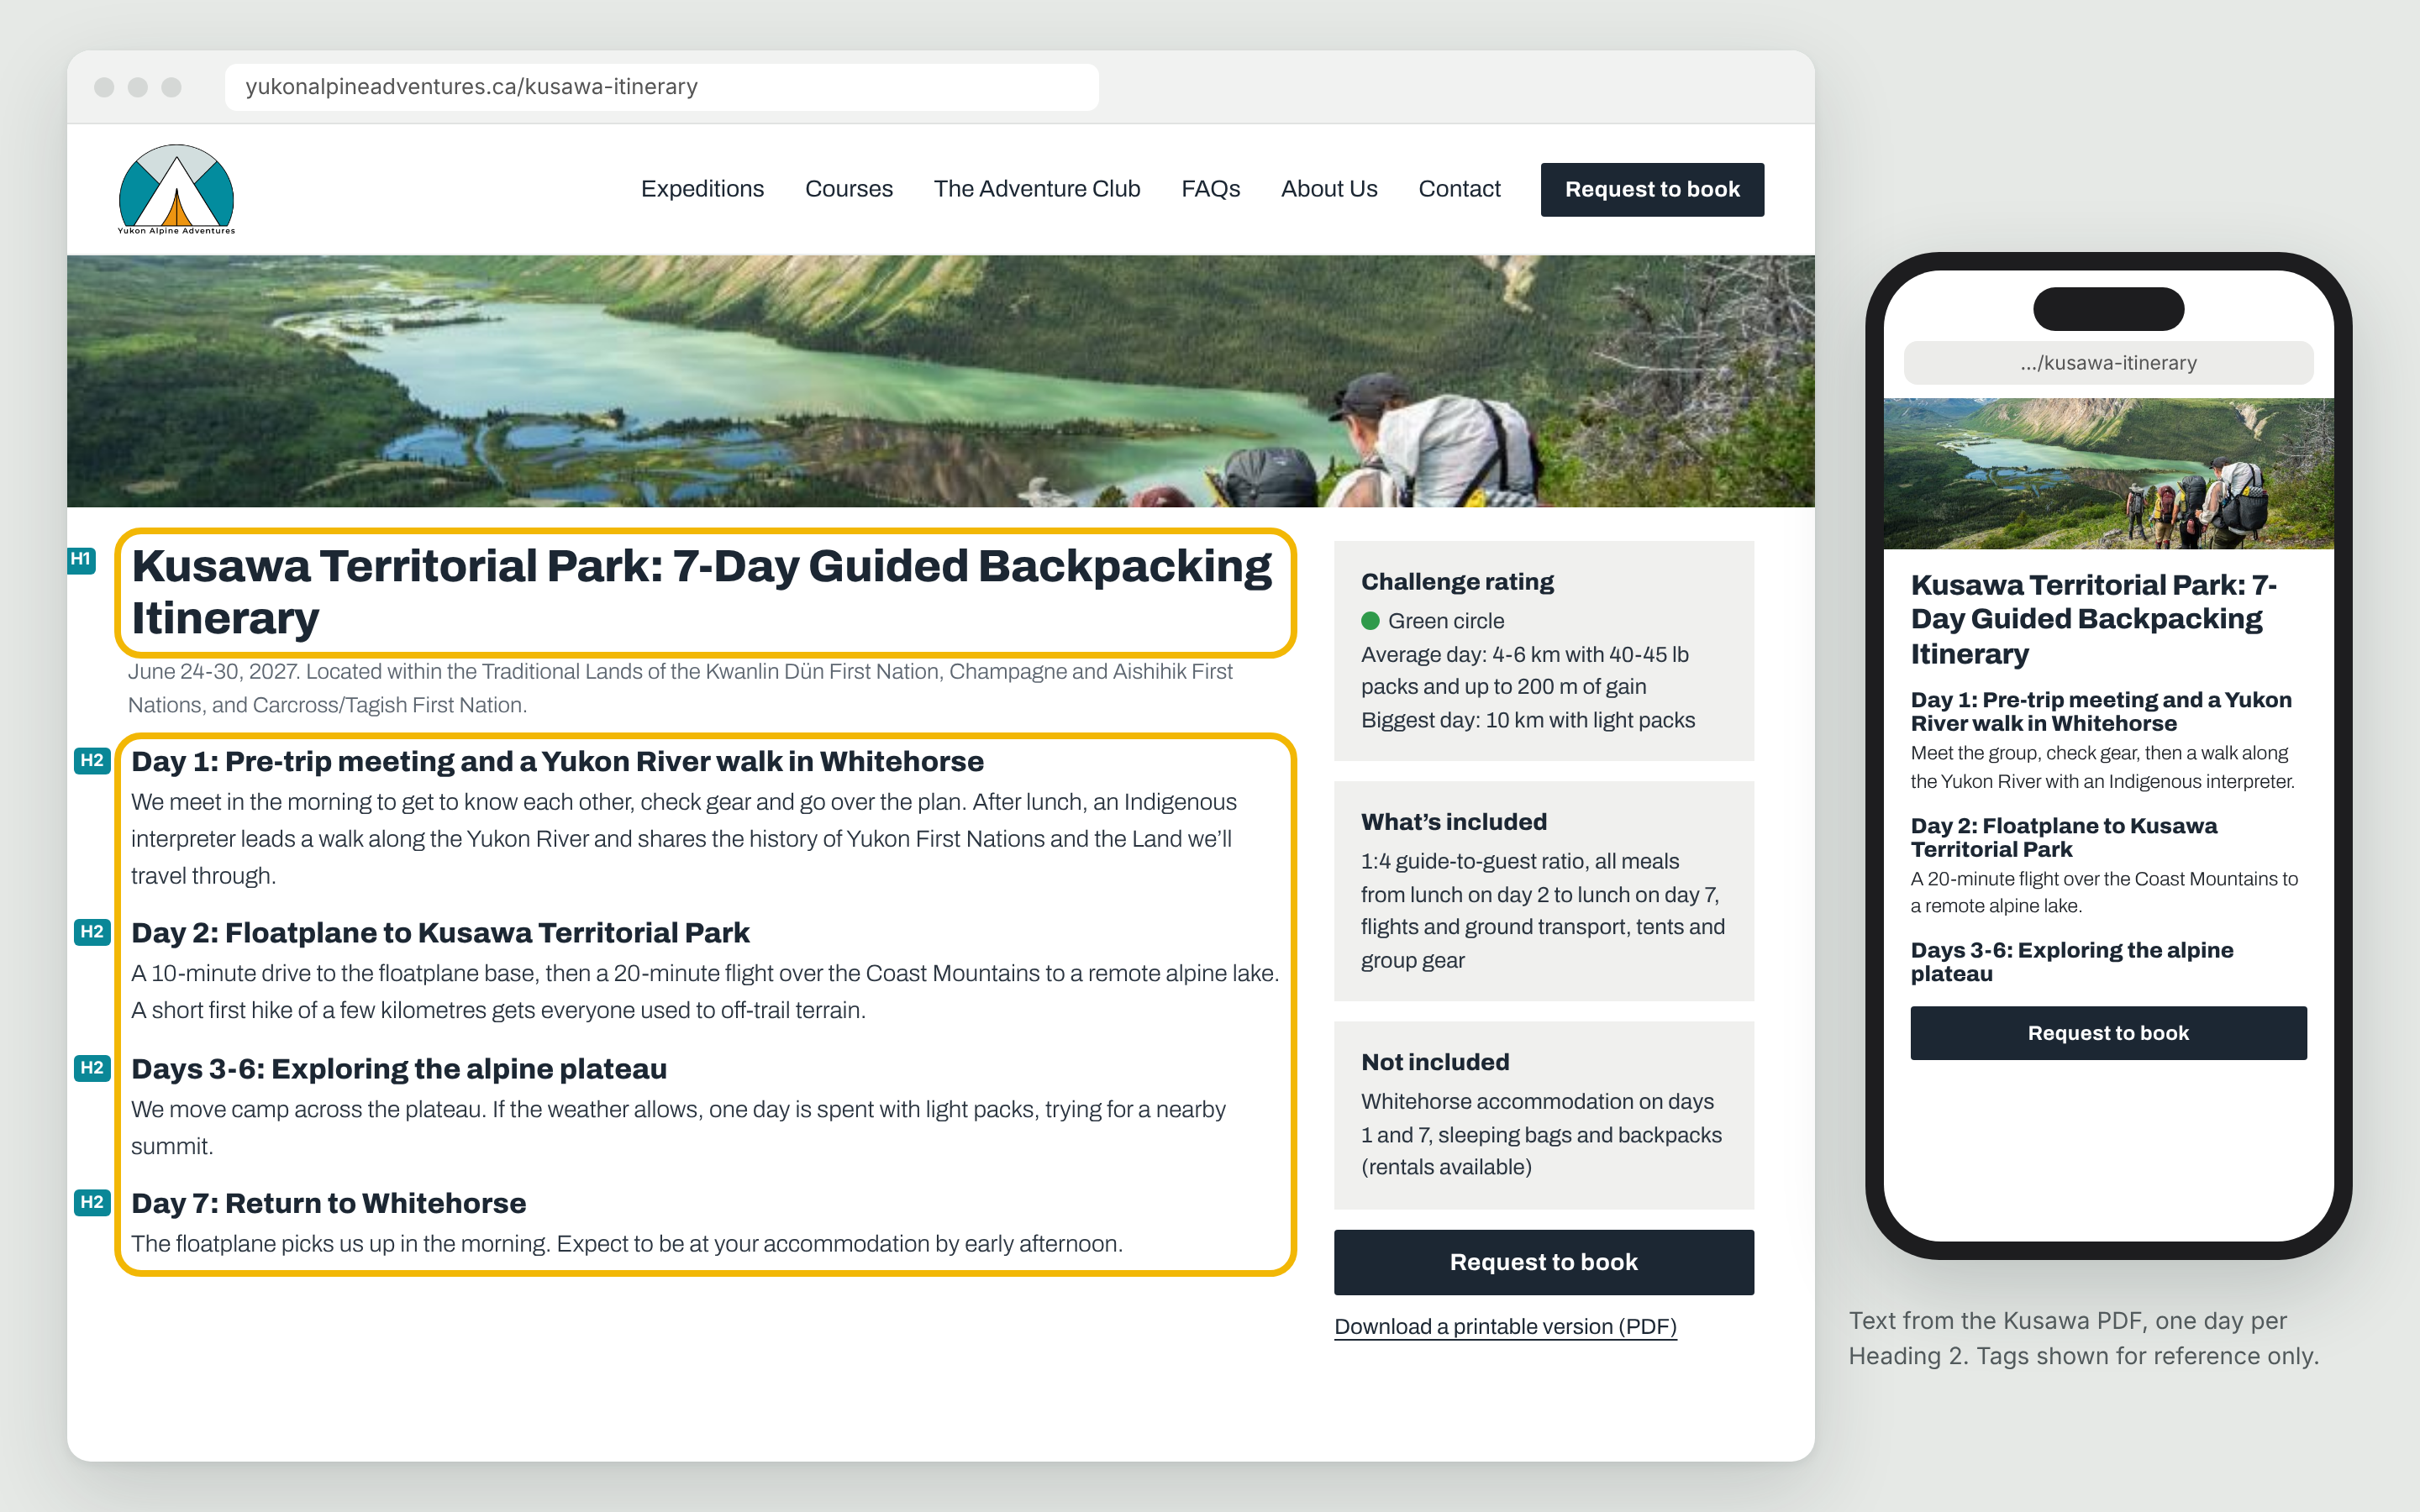 yukonalpineadventures.ca/kusawa-itinerary
Yukon Alpine Adventures
Expeditions
Courses
The Adventure Club
FAQs
About Us
Contact
Request to book
H1
Kusawa Territorial Park: 7-Day Guided Backpacking
Itinerary
June 24-30, 2027. Located within the Traditional Lands of the Kwanlin Dün First Nation, Champagne and Aishihik First
Nations, and Carcross/Tagish First Nation.
H2
Day 1: Pre-trip meeting and a Yukon River walk in Whitehorse
We meet in the morning to get to know each other, check gear and go over the plan. After lunch, an Indigenous
interpreter leads a walk along the Yukon River and shares the history of Yukon First Nations and the Land we’ll
travel through.
H2
Day 2: Floatplane to Kusawa Territorial Park
A 10-minute drive to the floatplane base, then a 20-minute flight over the Coast Mountains to a remote alpine lake.
A short first hike of a few kilometres gets everyone used to off-trail terrain.
H2
Days 3-6: Exploring the alpine plateau
We move camp across the plateau. If the weather allows, one day is spent with light packs, trying for a nearby
summit.
H2
Day 7: Return to Whitehorse
The floatplane picks us up in the morning. Expect to be at your accommodation by early afternoon.
Challenge rating
Green circle
Average day: 4-6 km with 40-45 lb
packs and up to 200 m of gain
Biggest day: 10 km with light packs
What’s included
1:4 guide-to-guest ratio, all meals
from lunch on day 2 to lunch on day 7,
flights and ground transport, tents and
group gear
Not included
Whitehorse accommodation on days
1 and 7, sleeping bags and backpacks
(rentals available)
Request to book
Download a printable version (PDF)
.../kusawa-itinerary
Kusawa Territorial Park: 7-
Day Guided Backpacking
Itinerary
Day 1: Pre-trip meeting and a Yukon
River walk in Whitehorse
Meet the group, check gear, then a walk along
the Yukon River with an Indigenous interpreter.
Day 2: Floatplane to Kusawa
Territorial Park
A 20-minute flight over the Coast Mountains to
a remote alpine lake.
Days 3-6: Exploring the alpine
plateau
Request to book
Text from the Kusawa PDF, one day per
Heading 2. Tags shown for reference only.